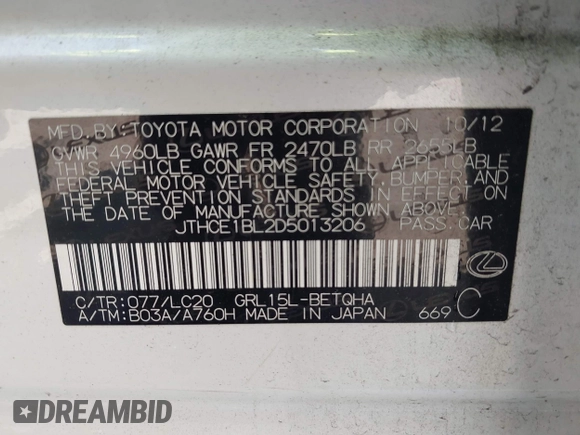 MFD.BY:TOYOTA MOTOR CORPORATION 10/12
GVWR 4960LB GAWR FR 2470LB RR 2655LB
THIS VEHICLE CONFORMS TO ALL APPLICABLE
FEDERAL MOTOR VEHICLE SAFETY,BUMPER,AND
THEFT PREVENTION STANDARDS IN EFFECT ON
THE DATE OF MANUFACTURE SHOWN ABOVE.
JTHCE1BL2D5013206 PASS.CAR
C/TR:077/LC20 GRL15L-BETQHA
A/TM:B03A/A760H MADE IN JAPAN 669 C
DREAMBID